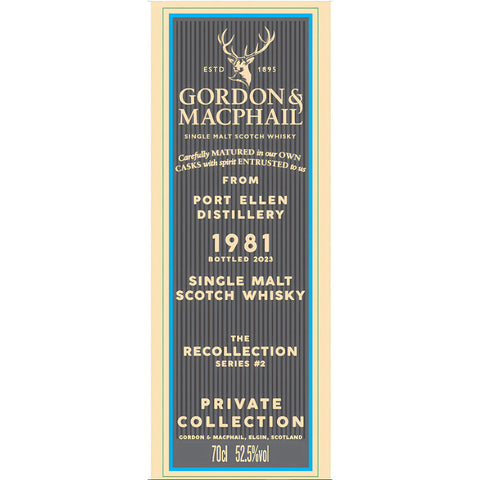 ESTD 1895
GORDON &
MACPHAIL
SINGLE MALT SCOTCH WHISKY
Carefully MATURED in our OWN
CASKS with spirit ENTRUSTED to us
FROM
PORT ELLEN
DISTILLERY
1981
BOTTLED 2023
SINGLE MALT
SCOTCH WHISKY
THE
RECOLLECTION
SERIES #2
PRIVATE
COLLECTION
GORDON & MACPHAIL, ELGIN, SCOTLAND
70cl 52.5%vol